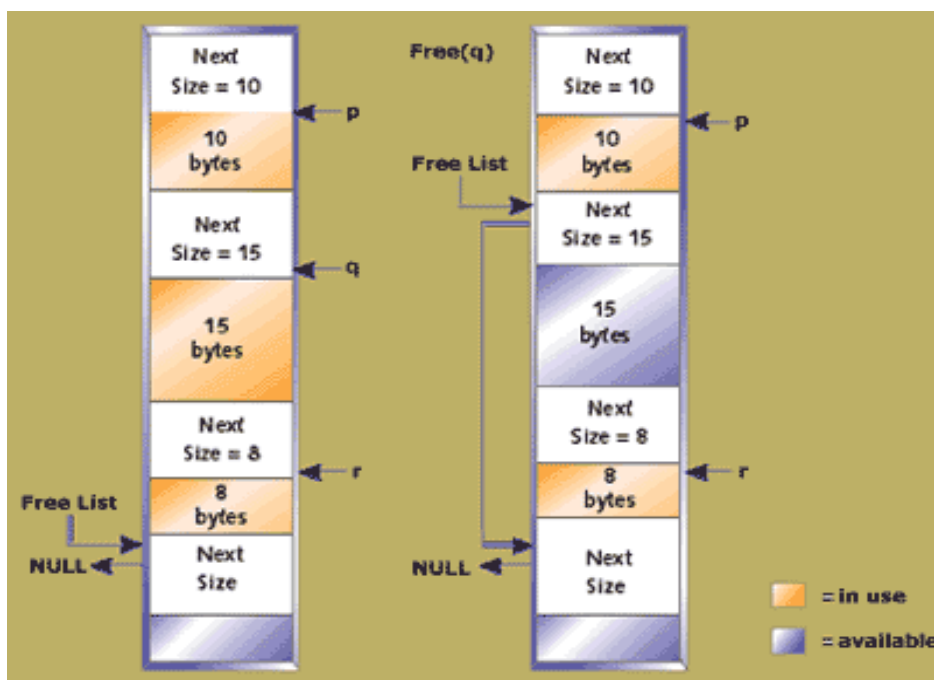 Next
Size = 10
p
10
bytes
Next
Size = 15
q
15
bytes
Next
Size = 8
r
8
bytes
Free List
NULL
Next
Size
Free(q)
Next
Size = 10
p
10
bytes
Free List
Next
Size = 15
15
bytes
Next
Size = 8
r
8
bytes
NULL
Next
Size
= in use
= available